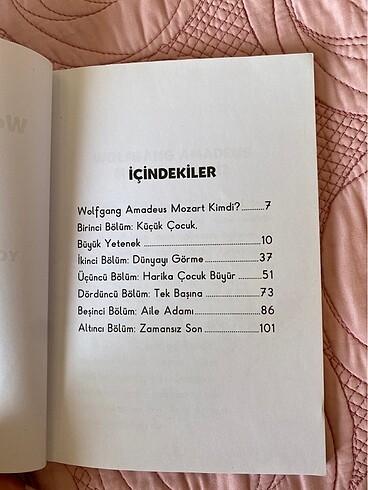 İÇİNDEKİLER
Wolfgang Amadeus Mozart Kimdi?..........7
Birinci Bölüm: Küçük Çocuk,
Büyük Yetenek..............................10
İkinci Bölüm: Dünyayı Görme................37
Üçüncü Bölüm: Harika Çocuk Büyür.......51
Dördüncü Bölüm: Tek Başına...............73
Beşinci Bölüm: Aile Adamı..................86
Altıncı Bölüm: Zamansız Son...............101